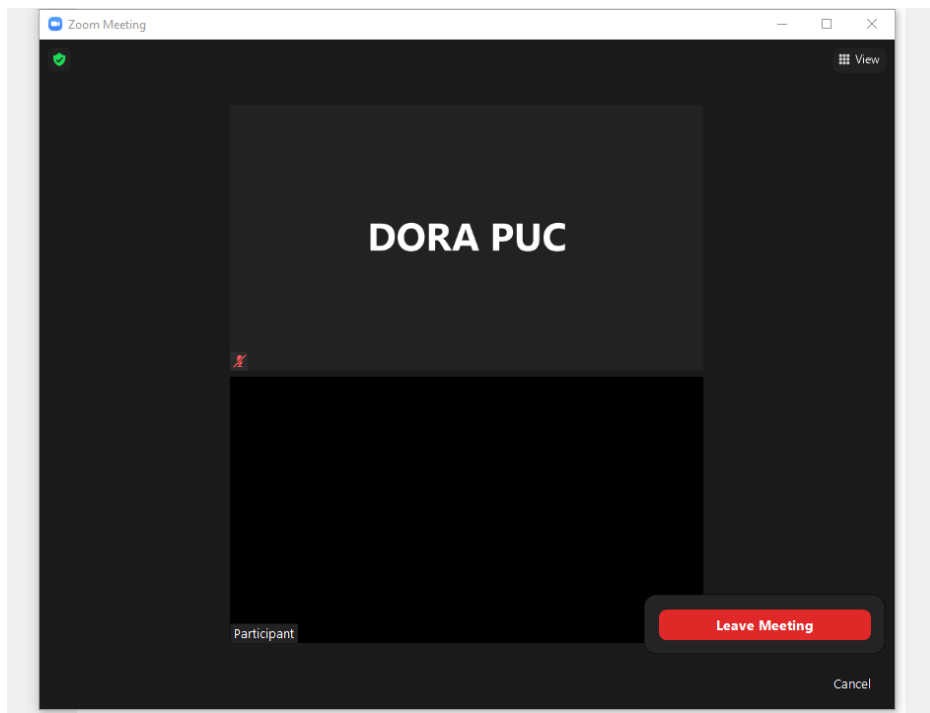 Zoom Meeting
View
DORA PUC
Participant
Leave Meeting
Cancel